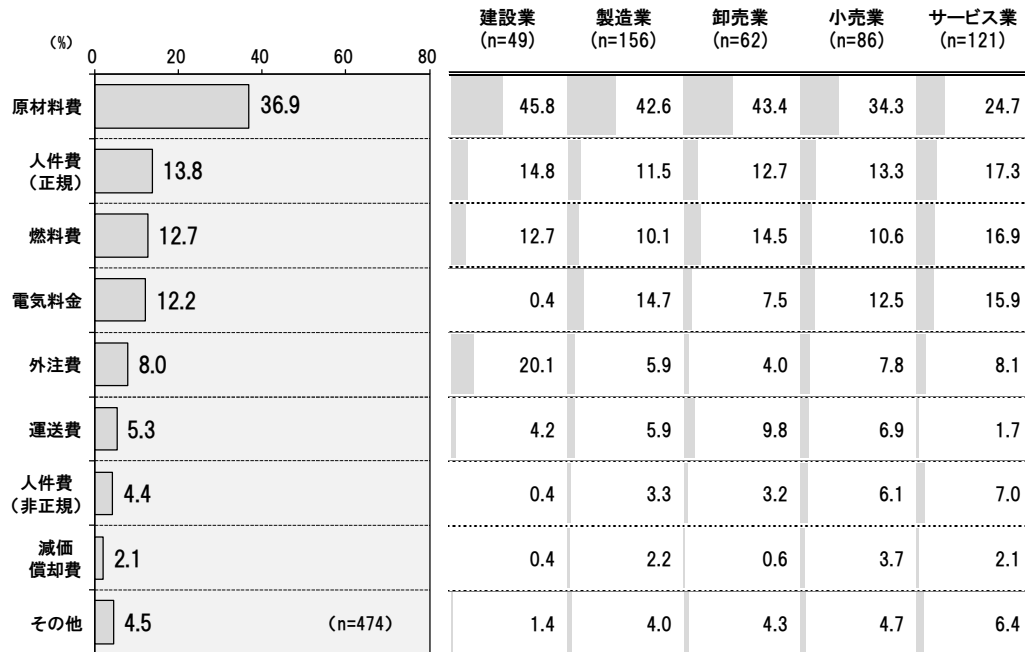 建設業 製造業 卸売業 小売業 サービス業
(n=49) (n=156) (n=62) (n=86) (n=121)
(%)
0 20 40 60 80
原材料費 36.9 45.8 42.6 43.4 34.3 24.7
人件費
（正規） 13.8 14.8 11.5 12.7 13.3 17.3
燃料費 12.7 12.7 10.1 14.5 10.6 16.9
電気料金 12.2 0.4 14.7 7.5 12.5 15.9
外注費 8.0 20.1 5.9 4.0 7.8 8.1
運送費 5.3 4.2 5.9 9.8 6.9 1.7
人件費
（非正規） 4.4 0.4 3.3 3.2 6.1 7.0
減価
償却費 2.1 0.4 2.2 0.6 3.7 2.1
その他 4.5 (n=474) 1.4 4.0 4.3 4.7 6.4